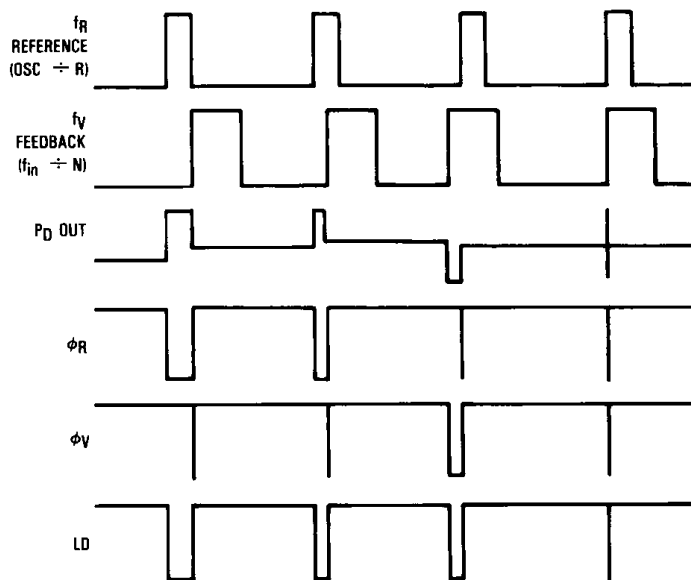 fR
REFERENCE
(OSC ÷ R)
fV
FEEDBACK
(fin ÷ N)
PD OUT
ϕR
ϕV
LD